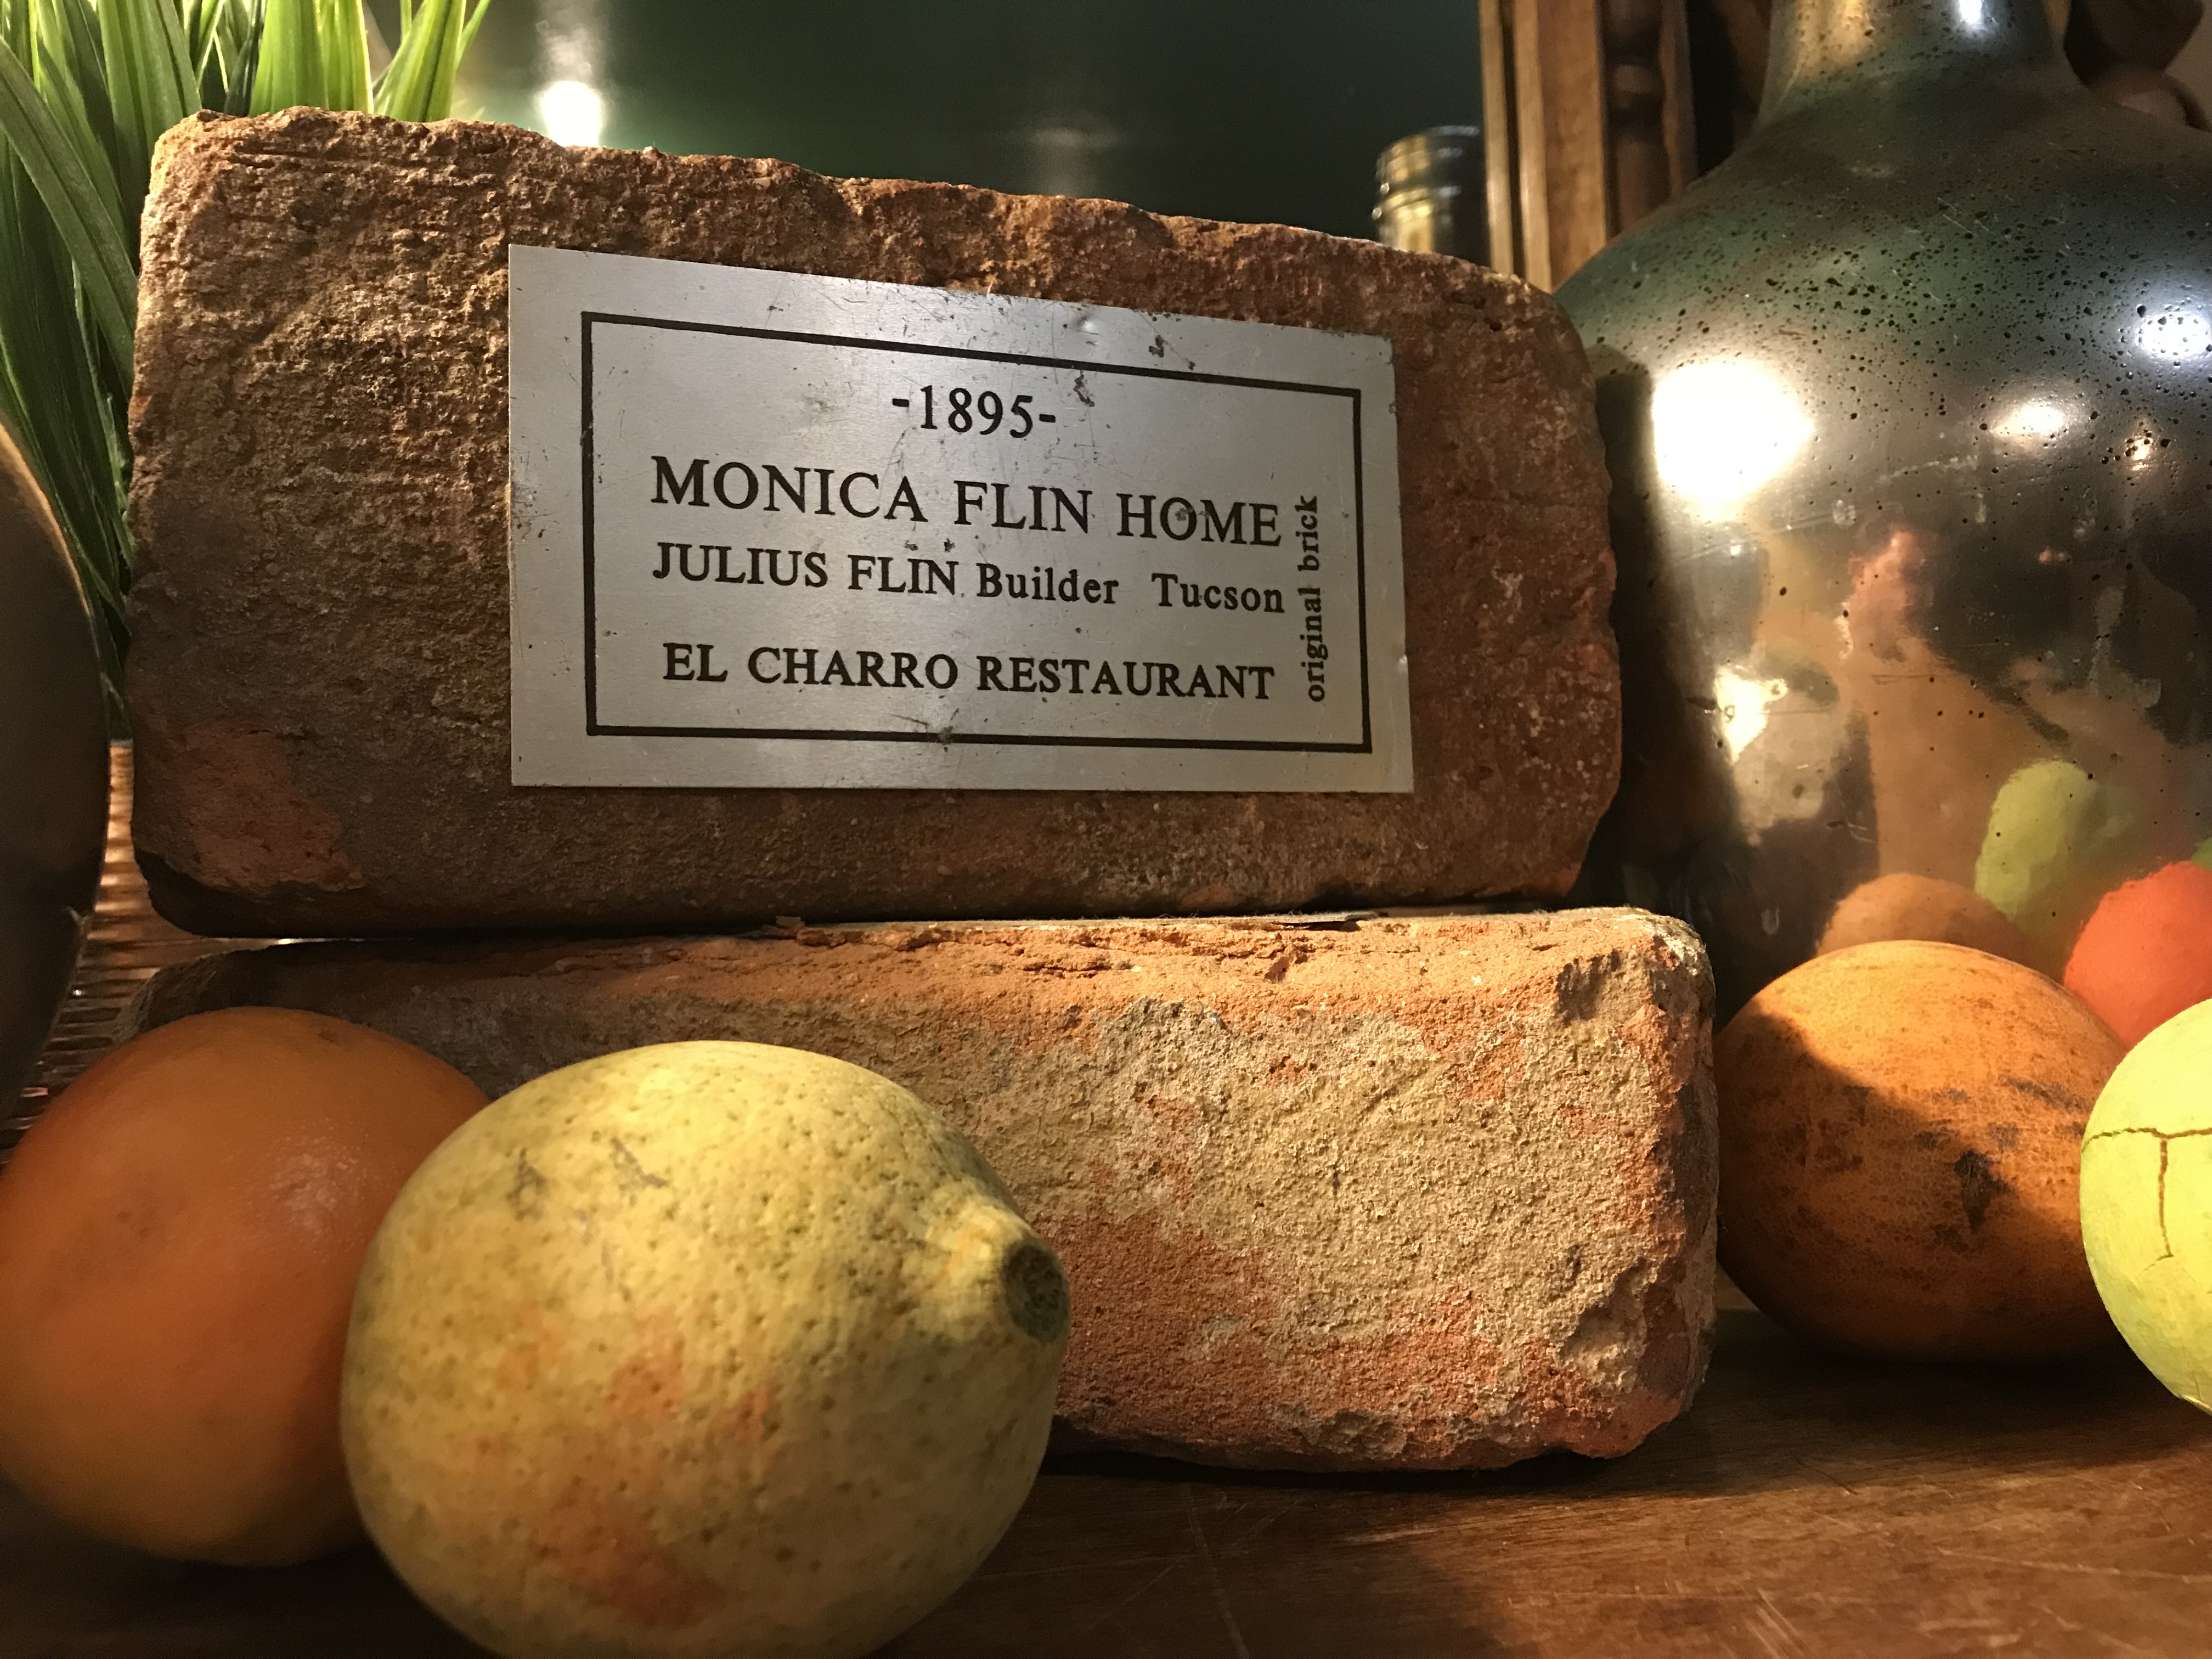 -1895-
MONICA FLIN HOME
JULIUS FLIN Builder Tucson
EL CHARRO RESTAURANT
original brick